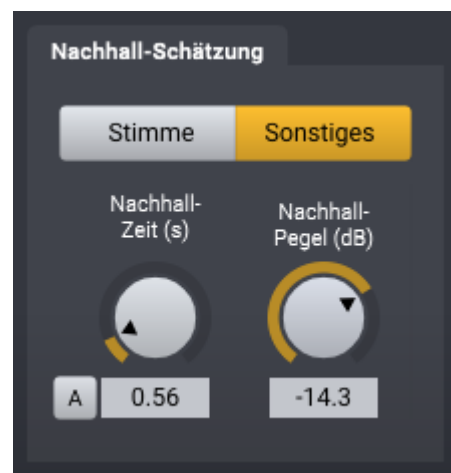 Nachhall-Schätzung
Stimme
Sonstiges
Nachhall-
Zeit (s)
Nachhall-
Pegel (dB)
A
0.56
-14.3